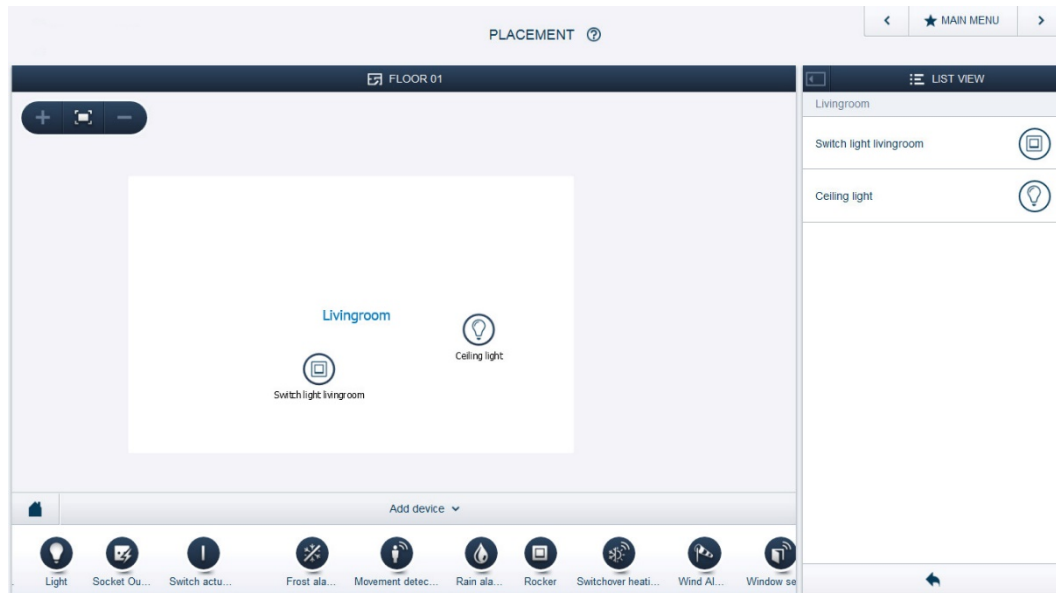 PLACEMENT
MAIN MENU
FLOOR 01
LIST VIEW
Livingroom
Switch light livingroom
Ceiling light
Livingroom
Ceiling light
Switch light livingroom
Add device
Light
Socket Ou...
Switch actu...
Frost ala...
Movement detec...
Rain ala...
Rocker
Switchover heati...
Wind Al...
Window se